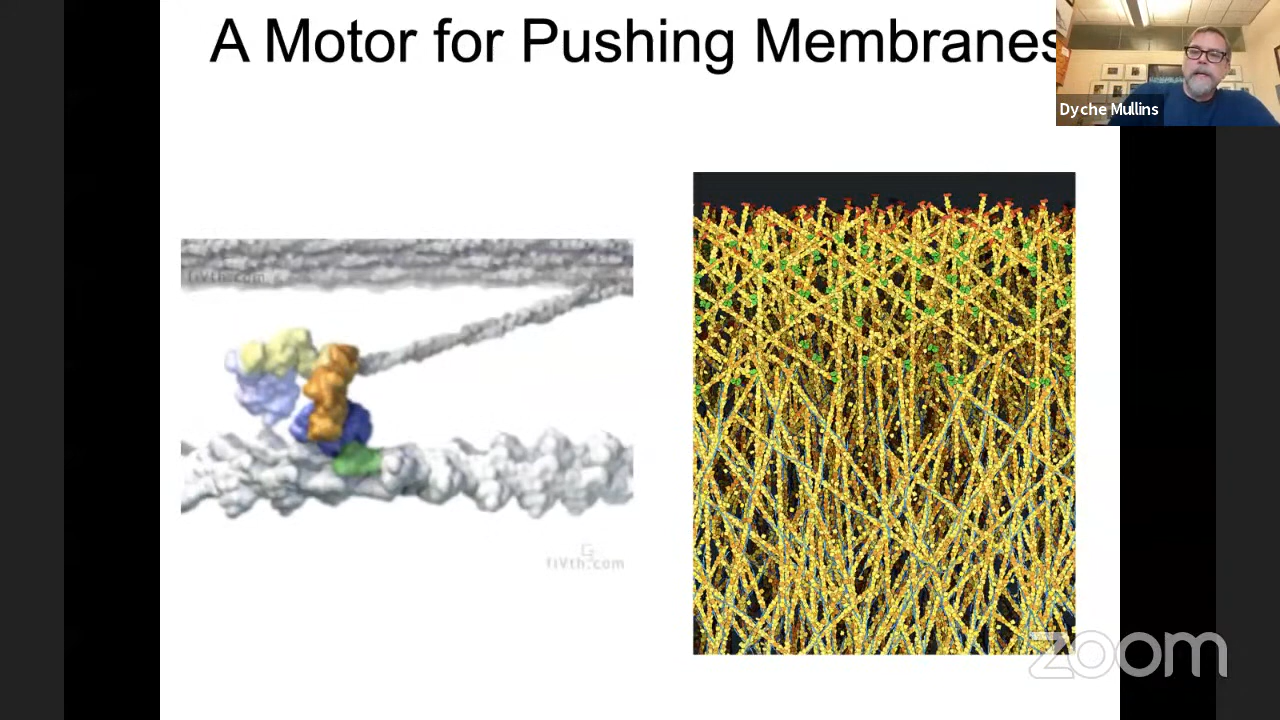 A Motor for Pushing Membranes
Dyche Mullins
fiVth.com
fiVth.com
zoom